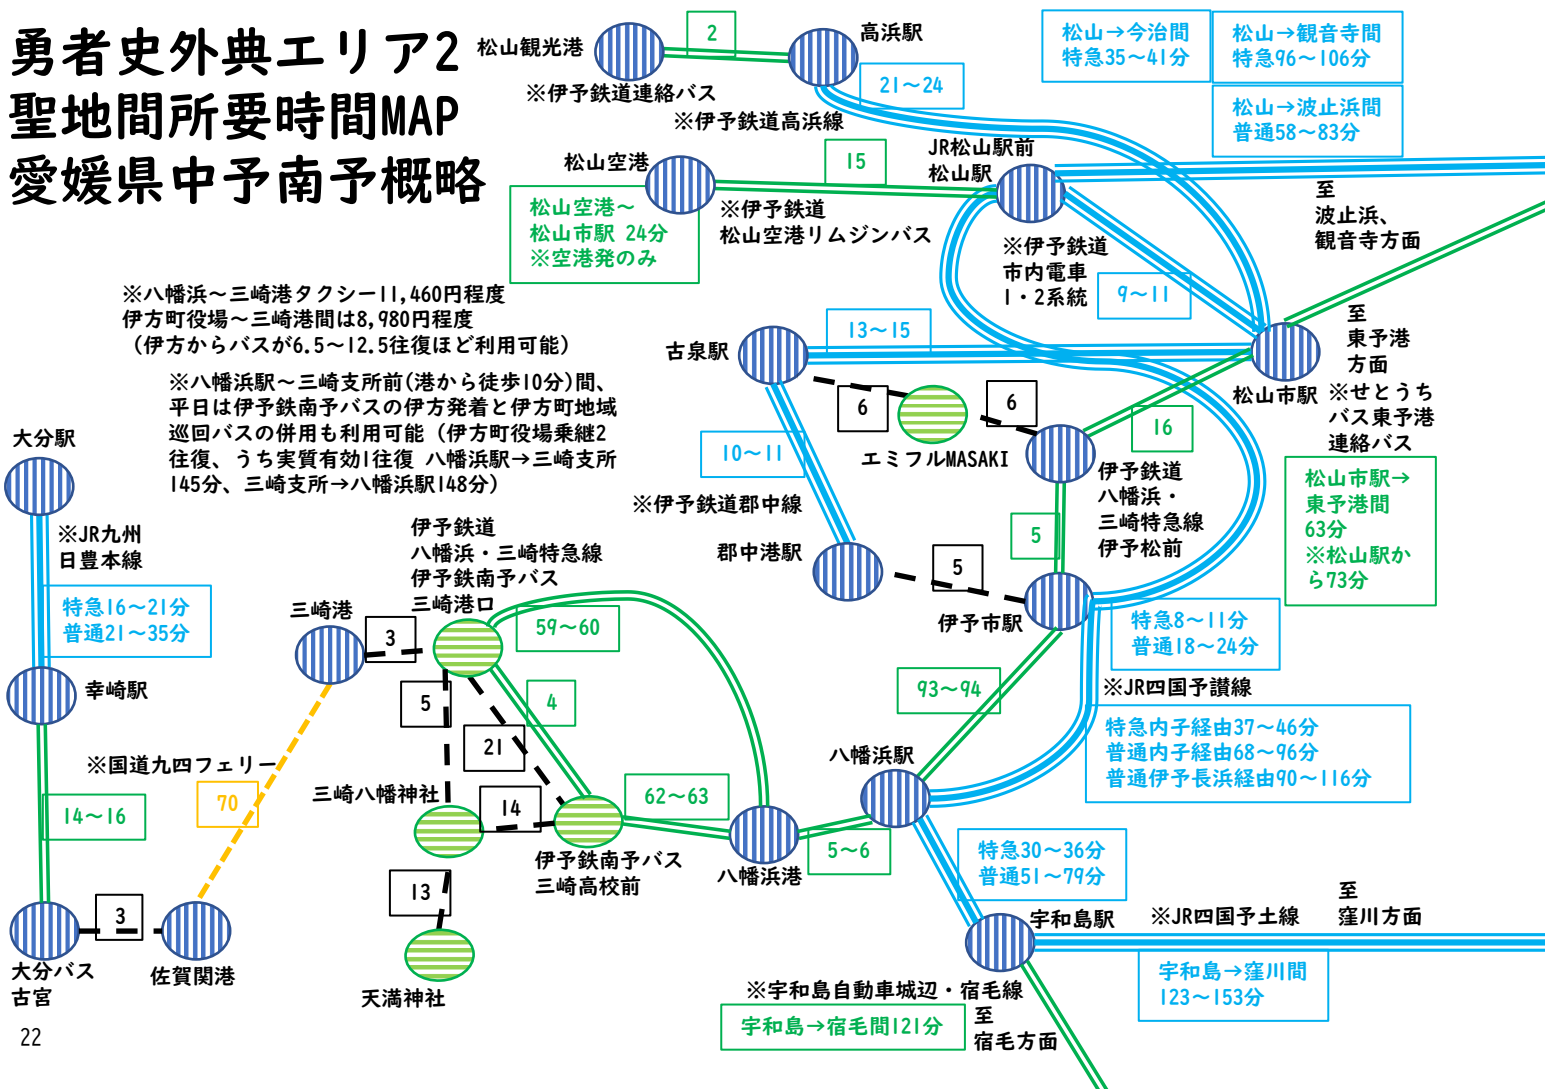 勇者史外典エリア2
聖地間所要時間MAP
愛媛県中予南予概略
松山観光港
2
高浜駅
※伊予鉄道連絡バス
21～24
※伊予鉄道高浜線
松山→今治間
特急35～41分
松山→観音寺間
特急96～106分
松山→波止浜間
普通58～83分
松山空港
15
JR松山駅前
松山駅
松山空港～
松山市駅 24分
※空港発のみ
※伊予鉄道
松山空港リムジンバス
※伊予鉄道
市内電車
1・2系統
9～11
至
波止浜、
観音寺方面
至
東予港
方面
松山市駅
※せとうち
バス東予港
連絡バス
松山市駅→
東予港間
63分
※松山駅か
ら73分
※八幡浜～三崎港タクシー11,460円程度
伊方町役場～三崎港間は8,980円程度
（伊方からバスが6.5～12.5往復ほど利用可能）
※八幡浜駅～三崎支所前(港から徒歩10分)間、
平日は伊予鉄南予バスの伊方発着と伊方町地域
巡回バスの併用も利用可能（伊方町役場乗継2
往復、うち実質有効1往復 八幡浜駅→三崎支所
145分、三崎支所→八幡浜駅148分）
古泉駅
13～15
6
6
エミフルMASAKI
16
10～11
※伊予鉄道郡中線
郡中港駅
5
5
伊予鉄道
八幡浜・
三崎特急線
伊予松前
伊予市駅
特急8～11分
普通18～24分
※JR四国予讃線
特急内子経由37～46分
普通内子経由68～96分
普通伊予長浜経由90～116分
93～94
大分駅
※JR九州
日豊本線
特急16～21分
普通21～35分
幸崎駅
14～16
大分バス
古宮
3
佐賀関港
※国道九四フェリー
70
三崎港
3
伊予鉄道
八幡浜・三崎特急線
伊予鉄南予バス
三崎港口
59～60
5
4
21
三崎八幡神社
14
13
天満神社
伊予鉄南予バス
三崎高校前
62～63
八幡浜港
5～6
八幡浜駅
特急30～36分
普通51～79分
宇和島駅
※JR四国予土線
至
窪川方面
宇和島→窪川間
123～153分
※宇和島自動車城辺・宿毛線
宇和島→宿毛間121分
至
宿毛方面
22